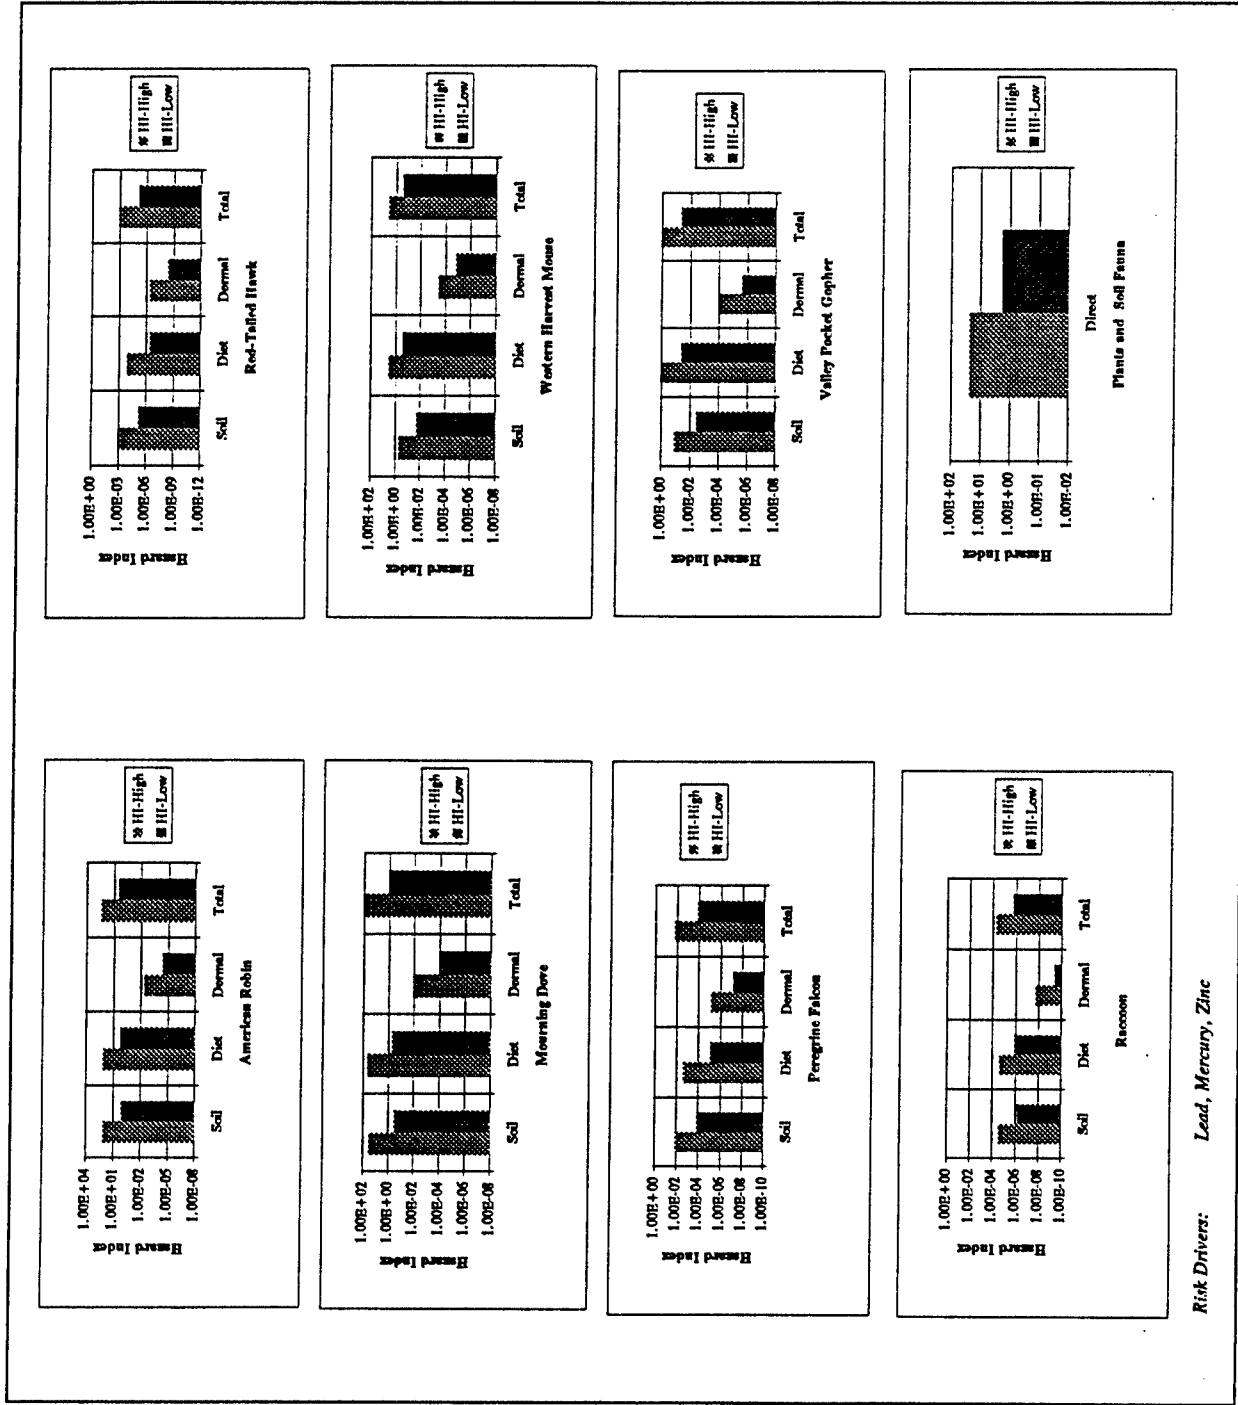 1.00E+04
1.00E+01
1.00E-02
1.00E-05
1.00E-08
Hazard Index
Soil Diet Dermal Total
American Robin
HI-High
HI-Low
1.00E+00
1.00E-03
1.00E-06
1.00E-09
1.00E-12
Hazard Index
Soil Diet Dermal Total
Red-Tailed Hawk
HI-High
HI-Low
1.00E+02
1.00E+00
1.00E-02
1.00E-04
1.00E-06
1.00E-08
Hazard Index
Soil Diet Dermal Total
Mourning Dove
HI-High
HI-Low
1.00E+02
1.00E+00
1.00E-02
1.00E-04
1.00E-06
1.00E-08
Hazard Index
Soil Diet Dermal Total
Western Harvest Mouse
HI-High
HI-Low
1.00E+00
1.00E-02
1.00E-04
1.00E-06
1.00E-08
1.00E-10
Hazard Index
Soil Diet Dermal Total
Peregrine Falcon
HI-High
HI-Low
1.00E+00
1.00E-02
1.00E-04
1.00E-06
1.00E-08
Hazard Index
Soil Diet Dermal Total
Valley Pocket Gopher
HI-High
HI-Low
1.00E+00
1.00E-02
1.00E-04
1.00E-06
1.00E-08
1.00E-10
Hazard Index
Soil Diet Dermal Total
Raccoon
HI-High
HI-Low
1.00E+02
1.00E+01
1.00E+00
1.00E-01
1.00E-02
Hazard Index
Direct
Plants and Soil Fauna
HI-High
HI-Low
Risk Drivers: Lead, Mercury, Zinc